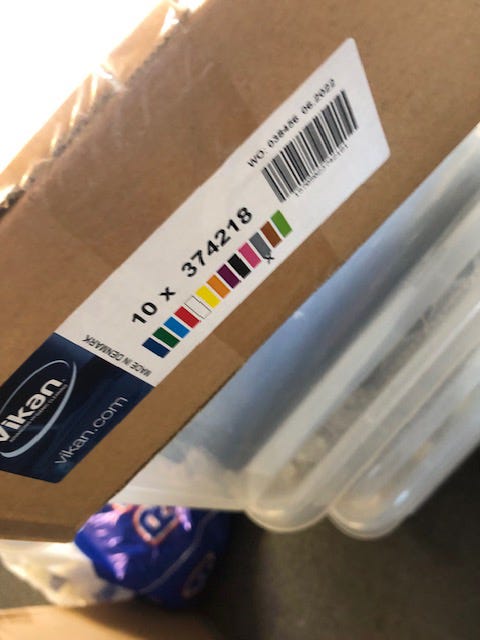 WO: 038456 06.2022
10 x 374218
MADE IN DENMARK
Vikan
vikan.com